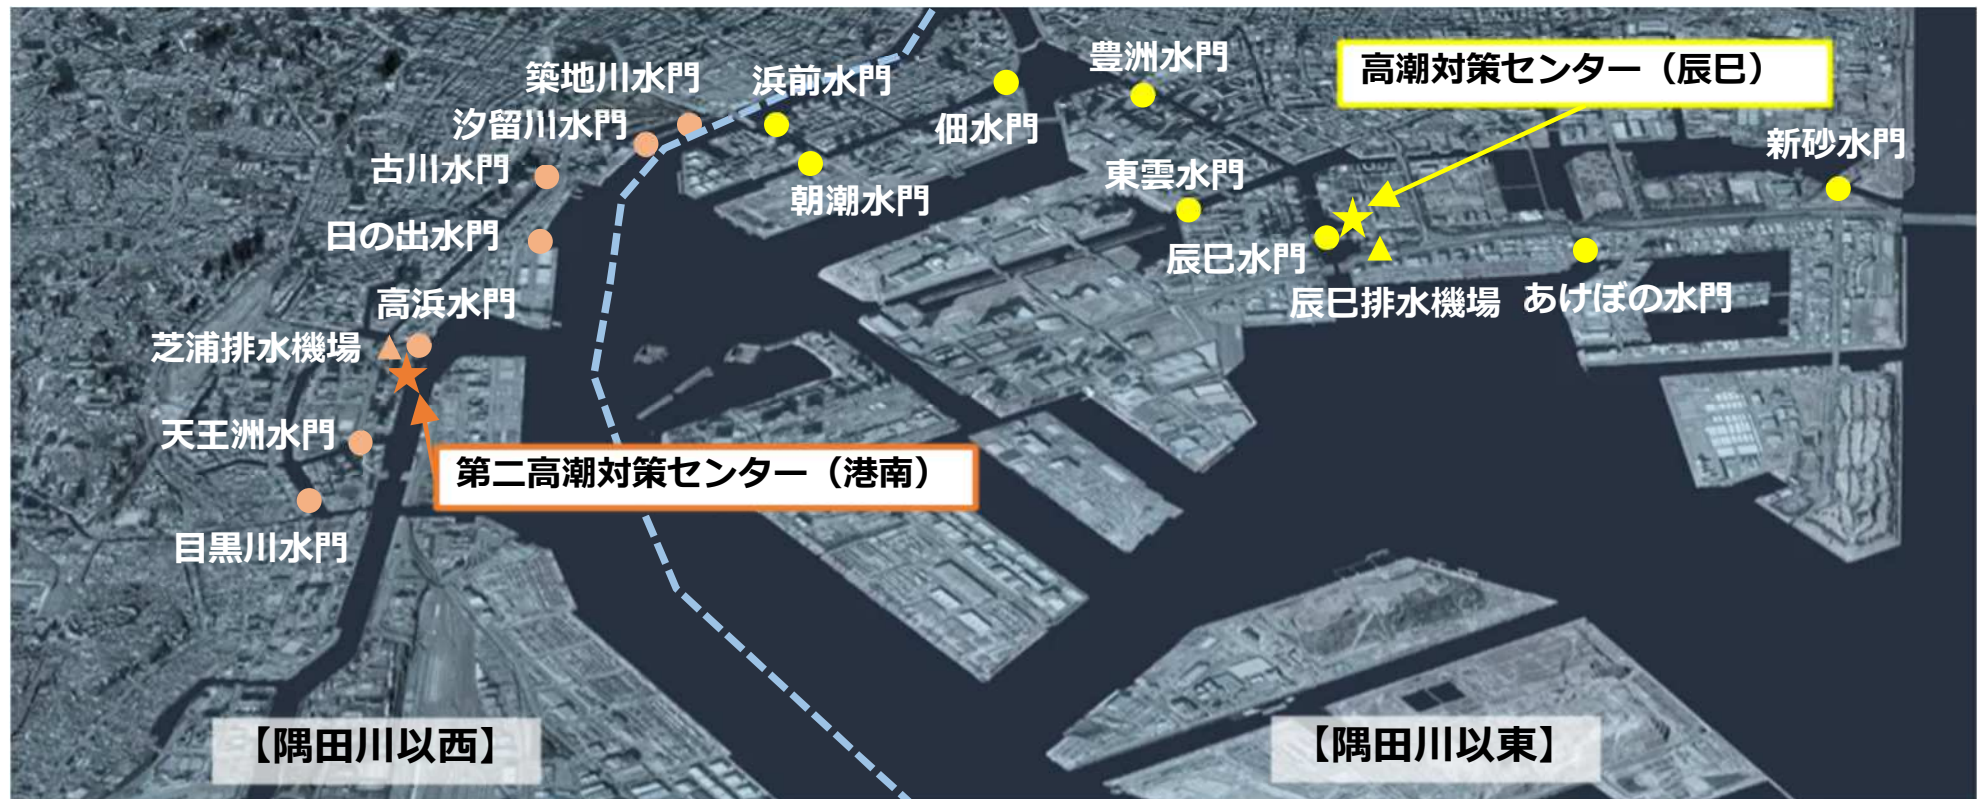 豊洲水門
高潮対策センター（辰巳）
築地川水門
浜前水門
汐留川水門
佃水門
新砂水門
古川水門
東雲水門
朝潮水門
日の出水門
辰巳水門
高浜水門
辰巳排水機場
あけぼの水門
芝浦排水機場
天王洲水門
第二高潮対策センター（港南）
目黒川水門
【隅田川以西】
【隅田川以東】